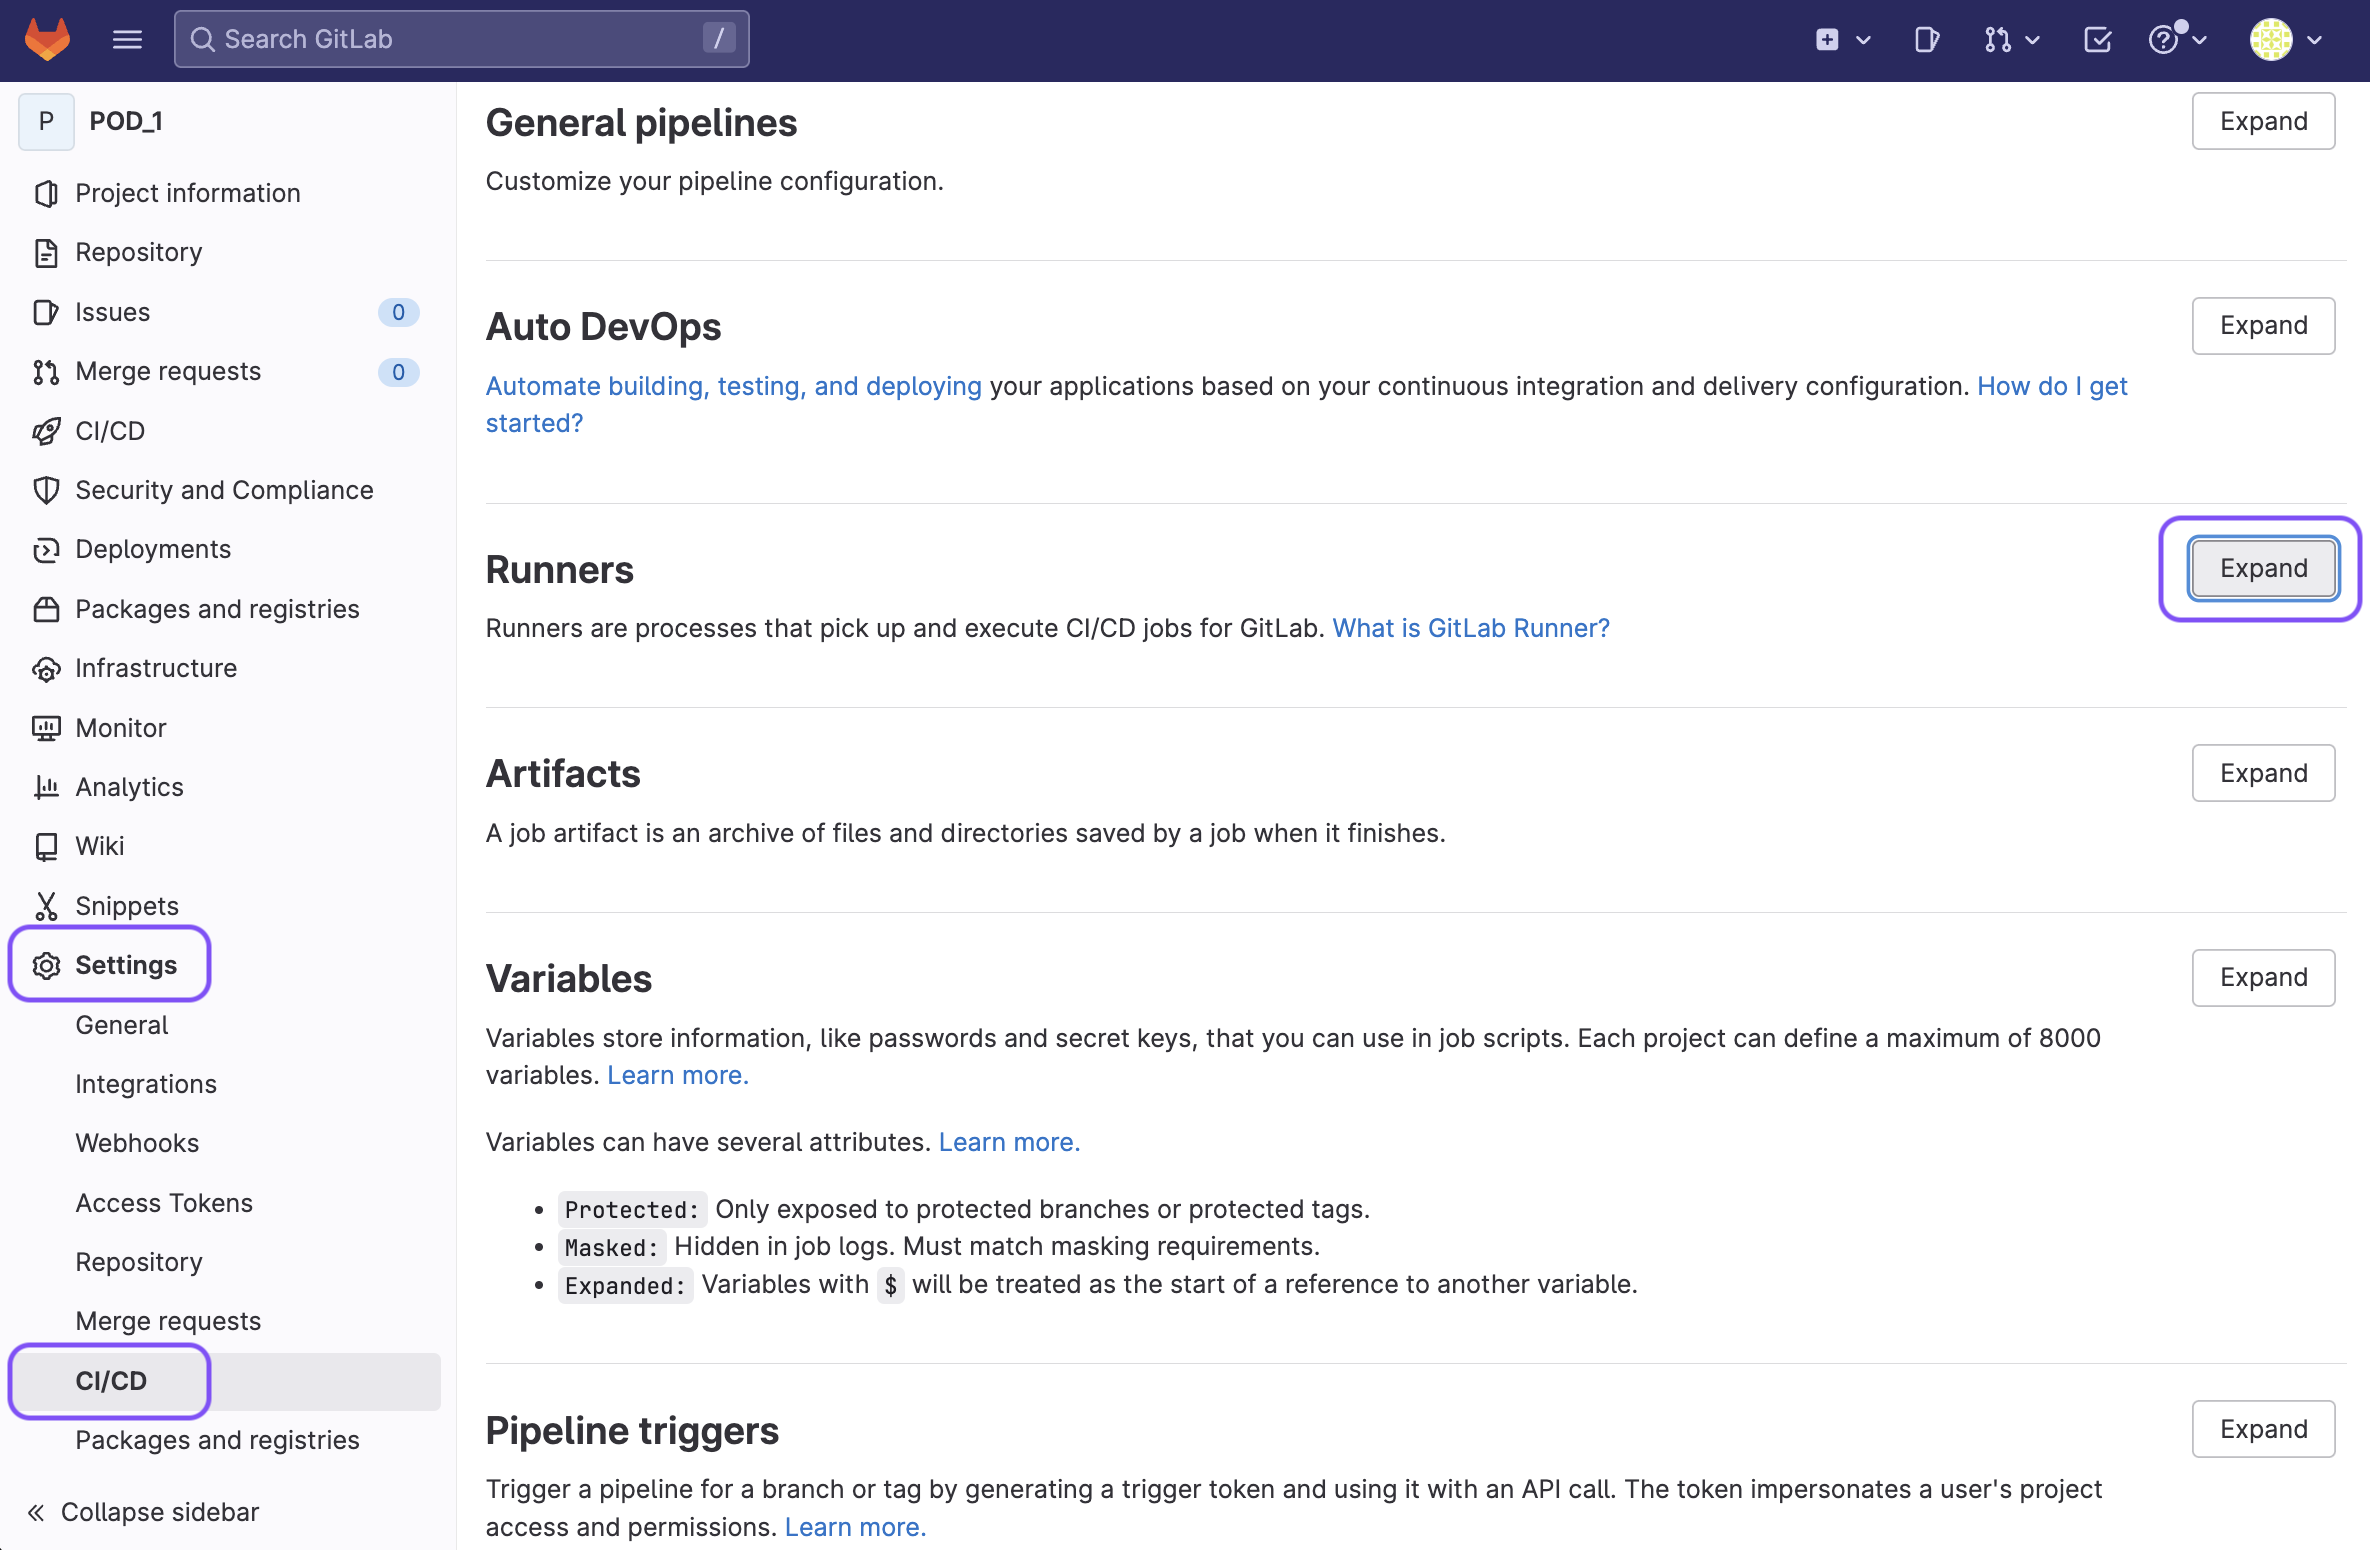 Search GitLab
/
P
POD_1
Project information
Repository
Issues
0
Merge requests
0
CI/CD
Security and Compliance
Deployments
Packages and registries
Infrastructure
Monitor
Analytics
Wiki
Snippets
Settings
General
Integrations
Webhooks
Access Tokens
Repository
Merge requests
CI/CD
Packages and registries
Collapse sidebar
General pipelines
Expand
Customize your pipeline configuration.
Auto DevOps
Expand
Automate building, testing, and deploying your applications based on your continuous integration and delivery configuration. How do I get
started?
Runners
Expand
Runners are processes that pick up and execute CI/CD jobs for GitLab. What is GitLab Runner?
Artifacts
Expand
A job artifact is an archive of files and directories saved by a job when it finishes.
Variables
Expand
Variables store information, like passwords and secret keys, that you can use in job scripts. Each project can define a maximum of 8000
variables. Learn more.
Variables can have several attributes. Learn more.
• Protected: Only exposed to protected branches or protected tags.
• Masked: Hidden in job logs. Must match masking requirements.
• Expanded: Variables with $ will be treated as the start of a reference to another variable.
Pipeline triggers
Expand
Trigger a pipeline for a branch or tag by generating a trigger token and using it with an API call. The token impersonates a user's project
access and permissions. Learn more.